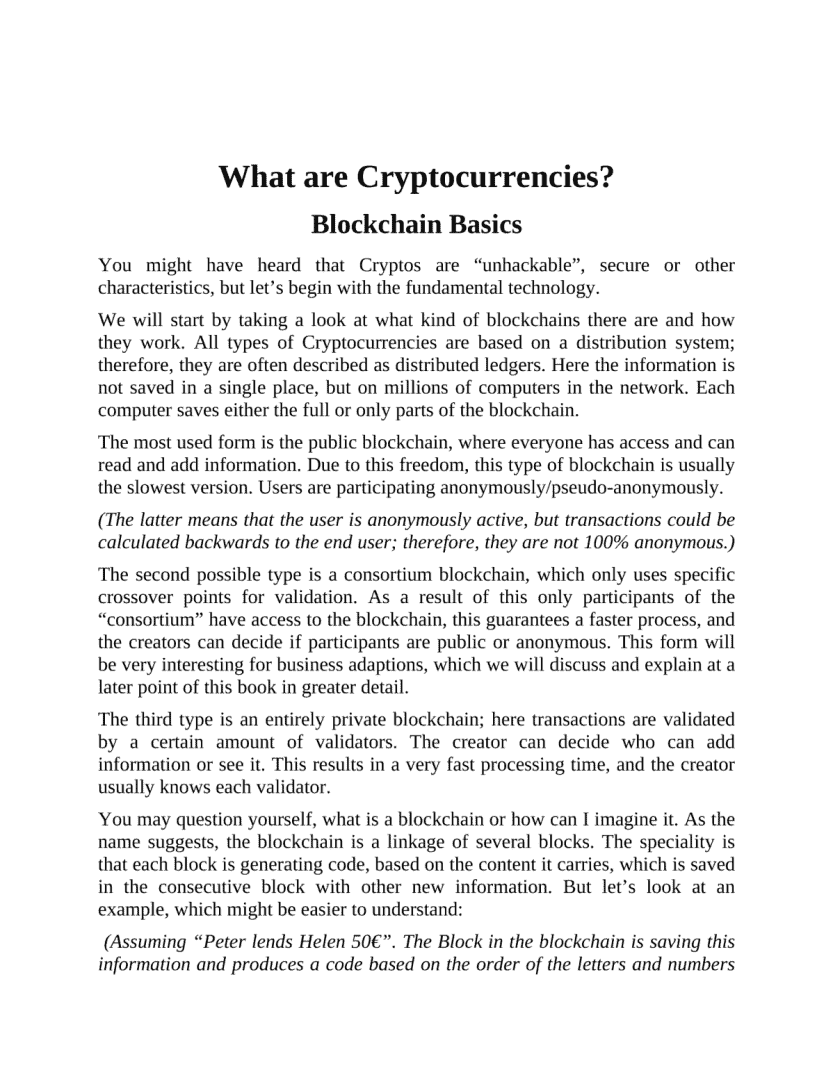 What are Cryptocurrencies?
Blockchain Basics
You might have heard that Cryptos are “unhackable”, secure or other
characteristics, but let’s begin with the fundamental technology.
We will start by taking a look at what kind of blockchains there are and how
they work. All types of Cryptocurrencies are based on a distribution system;
therefore, they are often described as distributed ledgers. Here the information is
not saved in a single place, but on millions of computers in the network. Each
computer saves either the full or only parts of the blockchain.
The most used form is the public blockchain, where everyone has access and can
read and add information. Due to this freedom, this type of blockchain is usually
the slowest version. Users are participating anonymously/pseudo-anonymously.
(The latter means that the user is anonymously active, but transactions could be
calculated backwards to the end user; therefore, they are not 100% anonymous.)
The second possible type is a consortium blockchain, which only uses specific
crossover points for validation. As a result of this only participants of the
“consortium” have access to the blockchain, this guarantees a faster process, and
the creators can decide if participants are public or anonymous. This form will
be very interesting for business adaptions, which we will discuss and explain at a
later point of this book in greater detail.
The third type is an entirely private blockchain; here transactions are validated
by a certain amount of validators. The creator can decide who can add
information or see it. This results in a very fast processing time, and the creator
usually knows each validator.
You may question yourself, what is a blockchain or how can I imagine it. As the
name suggests, the blockchain is a linkage of several blocks. The speciality is
that each block is generating code, based on the content it carries, which is saved
in the consecutive block with other new information. But let’s look at an
example, which might be easier to understand:
(Assuming “Peter lends Helen 50€”. The Block in the blockchain is saving this
information and produces a code based on the order of the letters and numbers